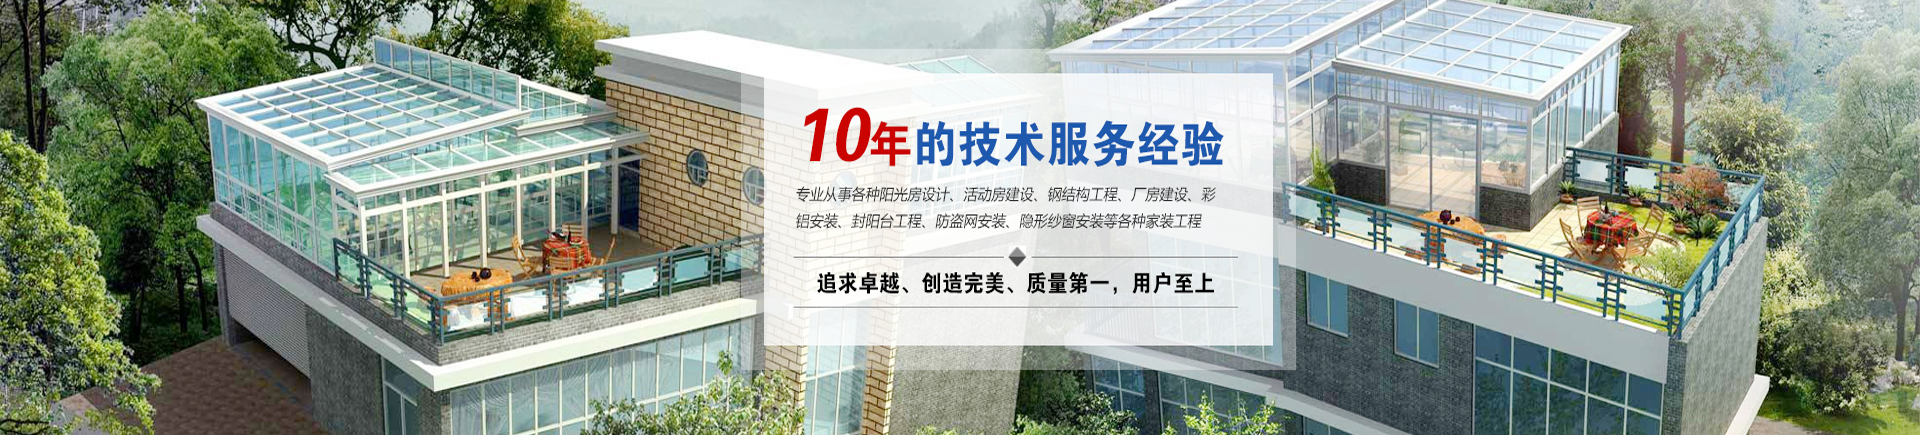 10年的技术服务经验
专业从事各种阳光房设计、活动房建设、钢结构工程、厂房建设、彩
铝安装、封阳台工程、防盗网安装、隐形纱窗安装等各种家装工程
追求卓越、创造完美、质量第一，用户至上